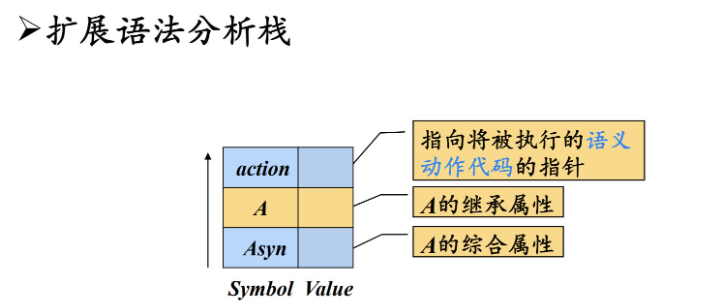 ➢扩展语法分析栈
指向将被执行的语义
动作代码的指针
action
A
A的继承属性
Asyn
A的综合属性
Symbol Value